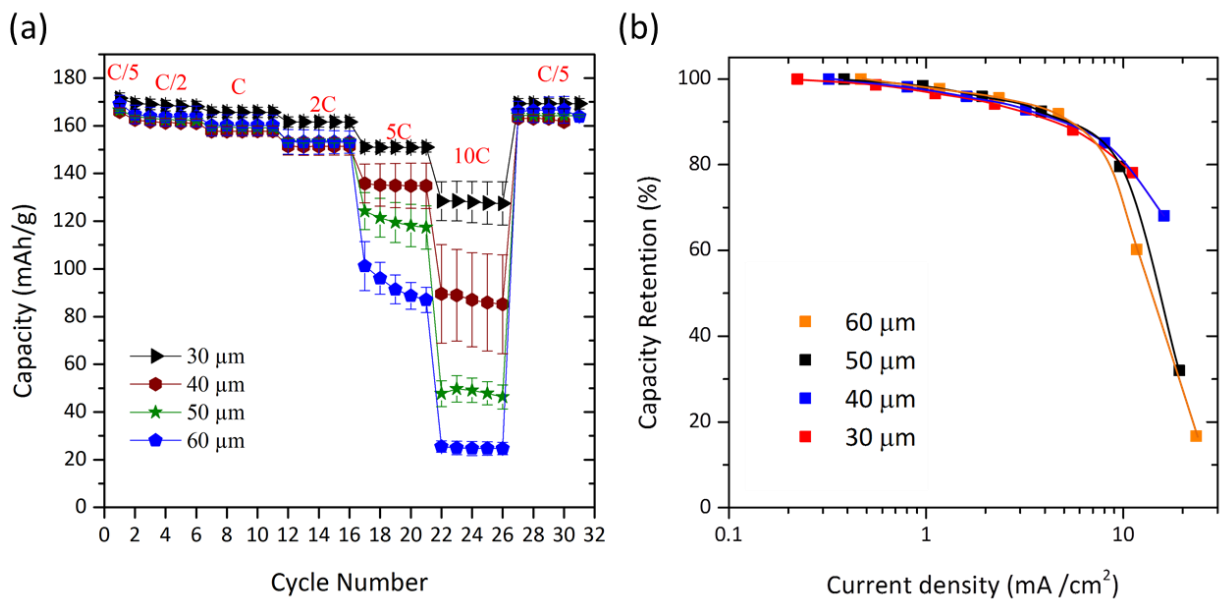 (a)
C/5
C/2
C
2C
5C
10C
C/5
180
160
140
120
100
80
60
40
20
0
Capacity (mAh/g)
30 μm
40 μm
50 μm
60 μm
0 2 4 6 8 10 12 14 16 18 20 22 24 26 28 30 32
Cycle Number
(b)
100
80
60
40
20
0
Capacity Retention (%)
60 μm
50 μm
40 μm
30 μm
0.1 1 10
Current density (mA /cm²)